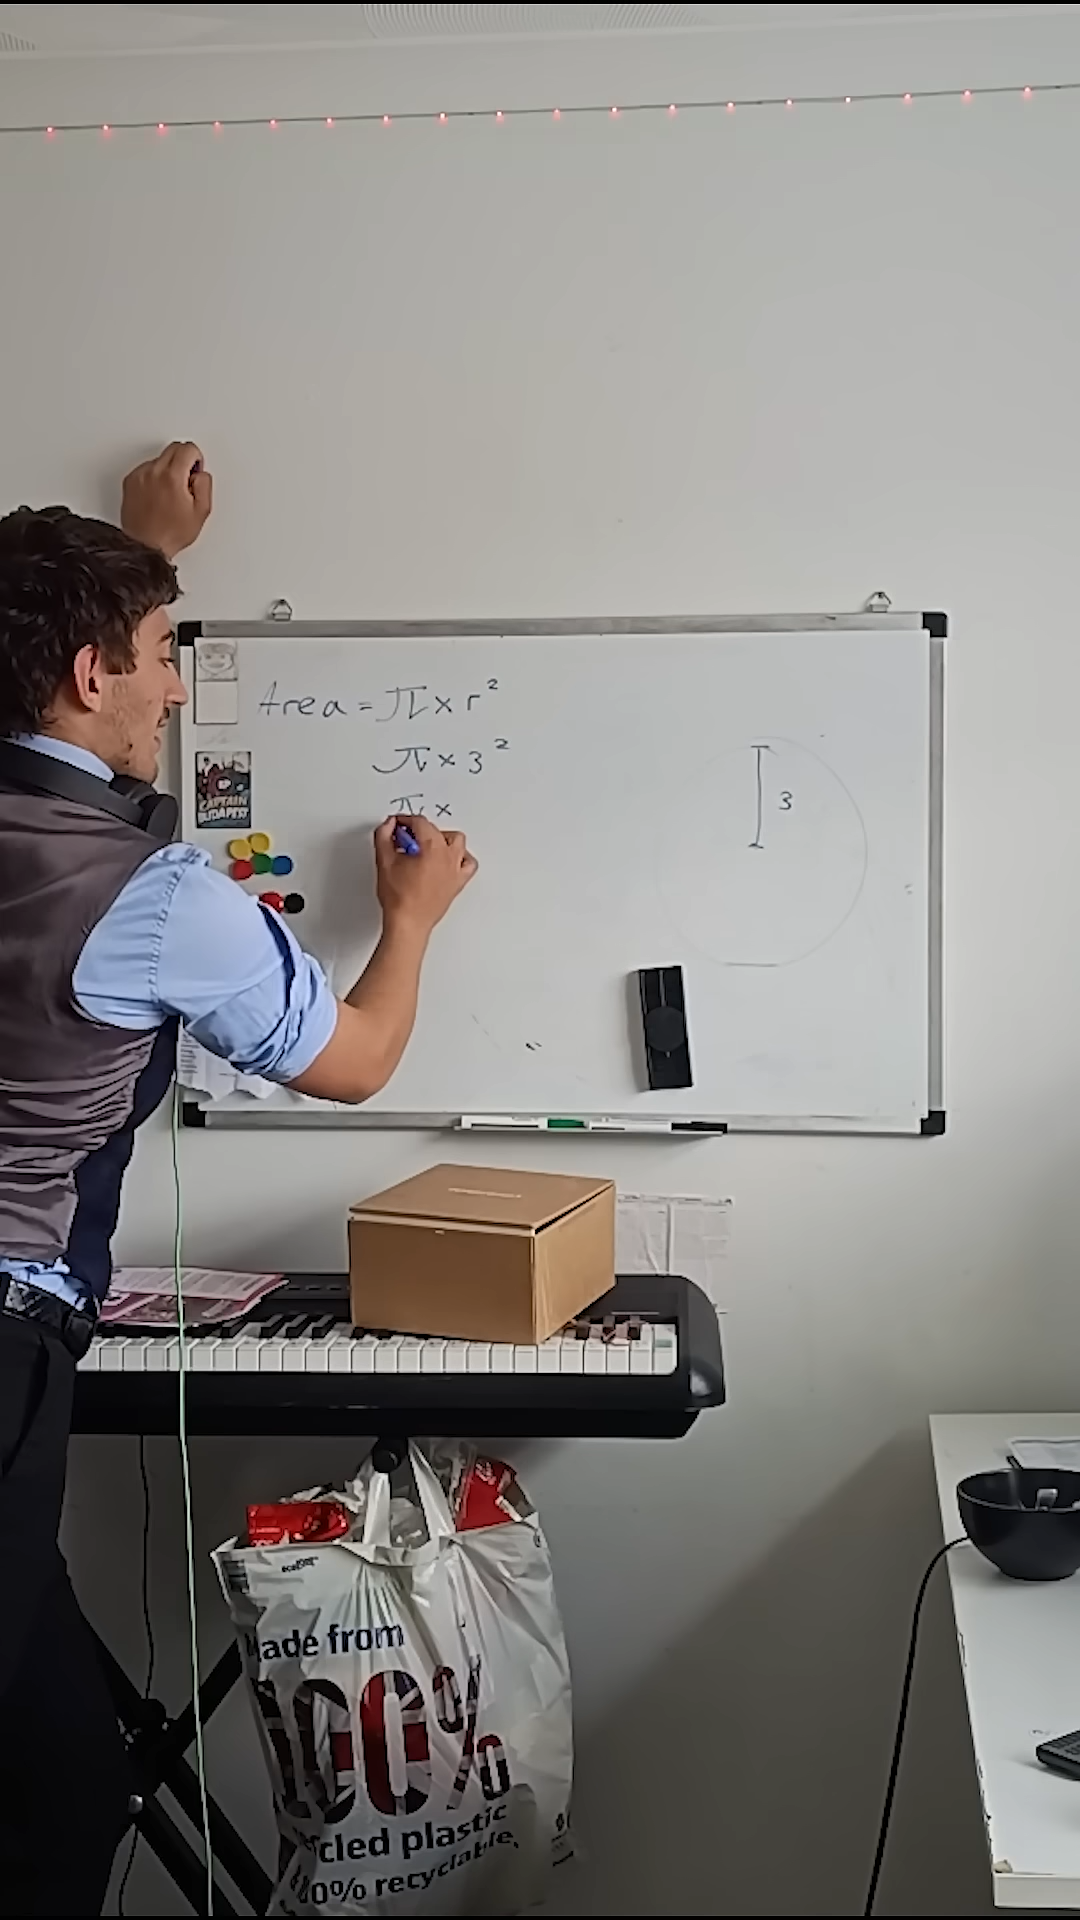 Area = π × r²
π × 3²
π ×
3
CAPTAIN
BUDAPEST
Made from
100%
recycled plastic
100% recyclable.